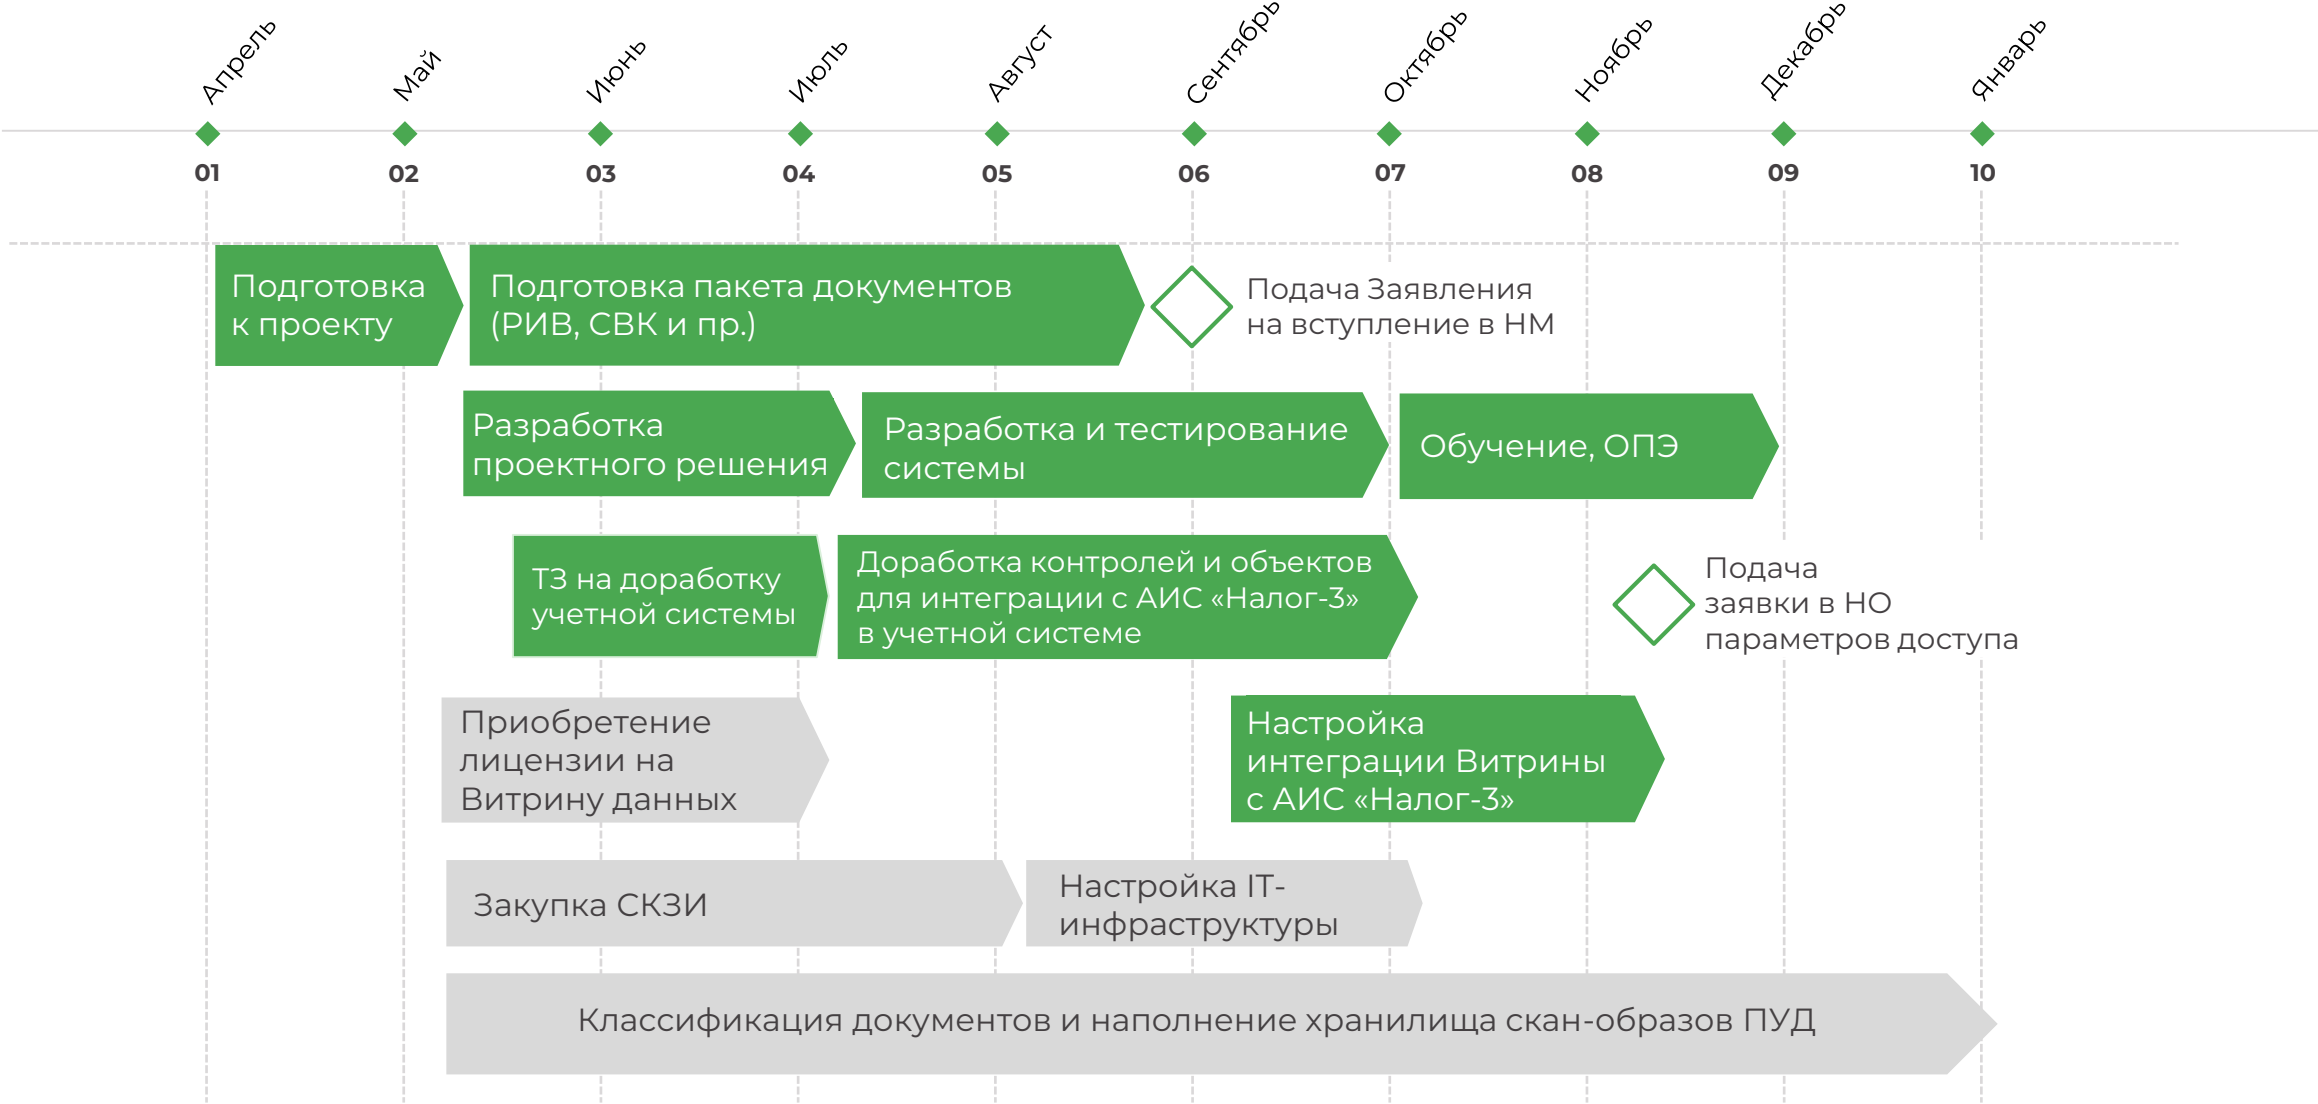 Апрель
Май
Июнь
Июль
Август
Сентябрь
Октябрь
Ноябрь
Декабрь
Январь
01
02
03
04
05
06
07
08
09
10
Подготовка
к проекту
Подготовка пакета документов
(РИВ, СВК и пр.)
Подача Заявления
на вступление в НМ
Разработка
проектного решения
Разработка и тестирование
системы
Обучение, ОПЭ
ТЗ на доработку
учетной системы
Доработка контролей и объектов
для интеграции с АИС «Налог-3»
в учетной системе
Подача
заявки в НО
параметров доступа
Приобретение
лицензии на
Витрину данных
Настройка
интеграции Витрины
с АИС «Налог-3»
Закупка СКЗИ
Настройка IT-
инфраструктуры
Классификация документов и наполнение хранилища скан-образов ПУД